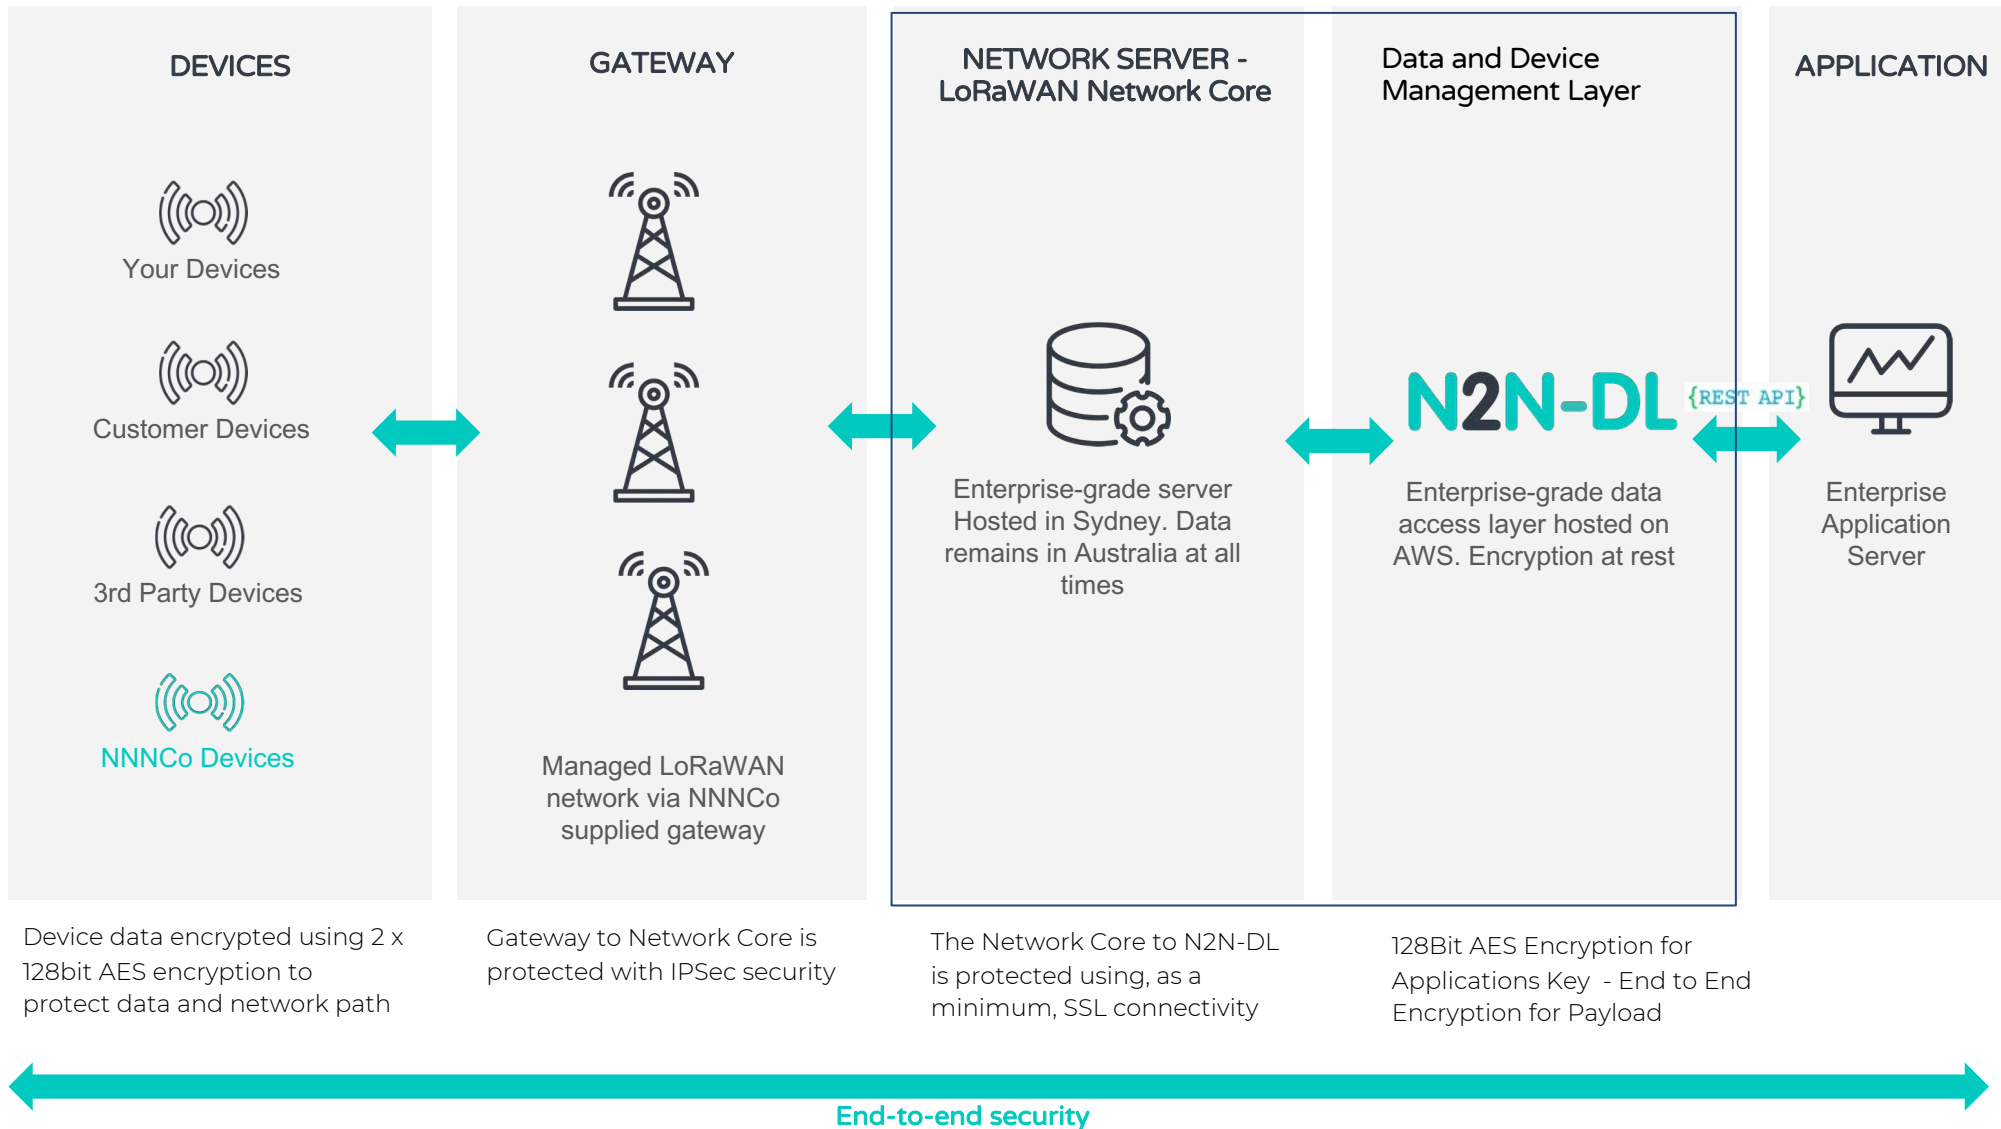 DEVICES
Your Devices
Customer Devices
3rd Party Devices
NNNCo Devices
Device data encrypted using 2 x
128bit AES encryption to
protect data and network path
GATEWAY
Managed LoRaWAN
network via NNNCo
supplied gateway
Gateway to Network Core is
protected with IPSec security
NETWORK SERVER -
LoRaWAN Network Core
Enterprise-grade server
Hosted in Sydney. Data
remains in Australia at all
times
The Network Core to N2N-DL
is protected using, as a
minimum, SSL connectivity
Data and Device
Management Layer
N2N-DL
Enterprise-grade data
access layer hosted on
AWS. Encryption at rest
128Bit AES Encryption for
Applications Key - End to End
Encryption for Payload
{REST API}
APPLICATION
Enterprise
Application
Server
End-to-end security